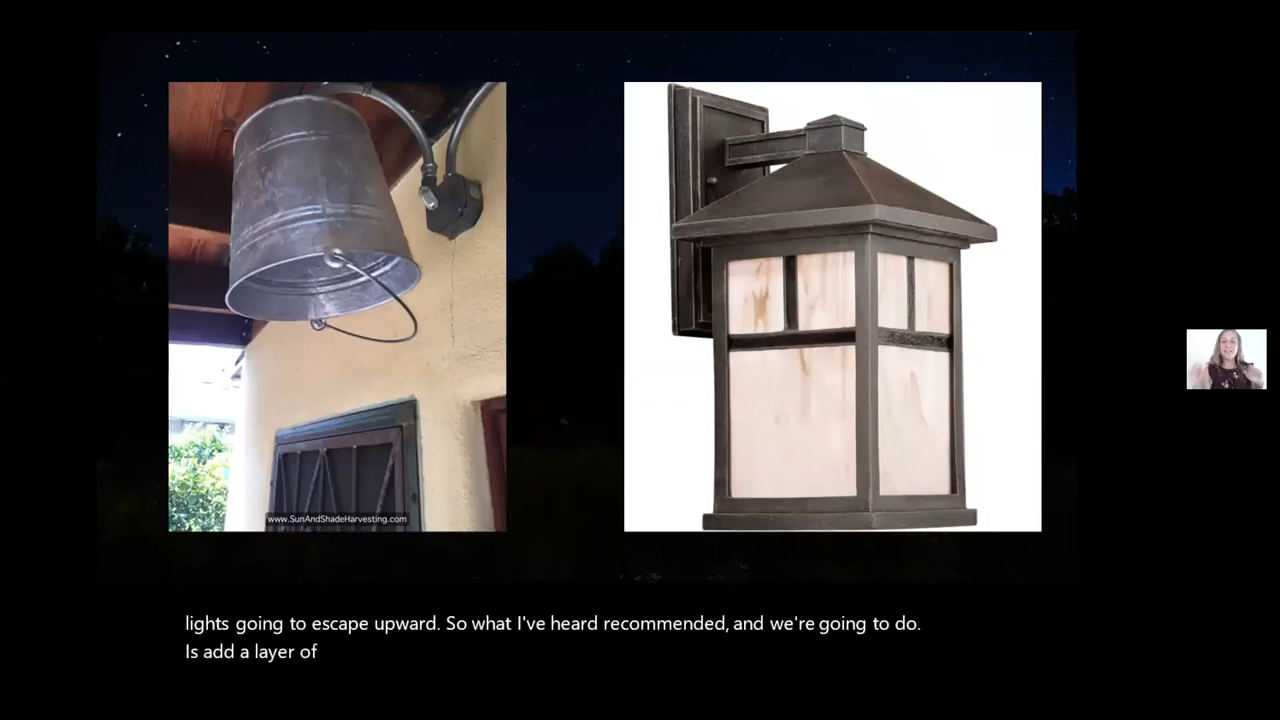 www.SunAndShadeHarvesting.com
lights going to escape upward. So what I've heard recommended, and we're going to do.
Is add a layer of